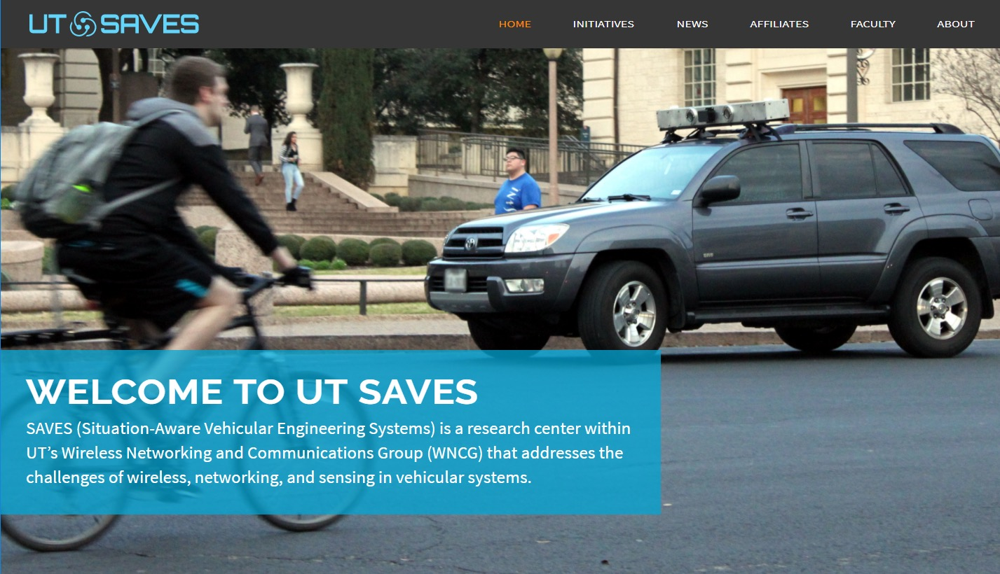 UT SAVES
HOME INITIATIVES NEWS AFFILIATES FACULTY ABOUT
WELCOME TO UT SAVES
SAVES (Situation-Aware Vehicular Engineering Systems) is a research center within
UT’s Wireless Networking and Communications Group (WNCG) that addresses the
challenges of wireless, networking, and sensing in vehicular systems.